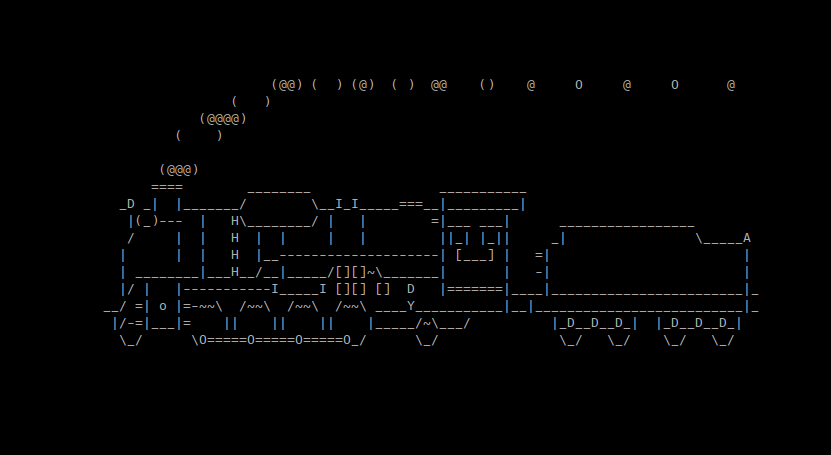 (@@) (  ) (@)  ( )  @@    ()    @     O     @     O      @
                (   )
            (@@@@)
         (    )

       (@@@)
      ====        ________                ___________
  _D _|  |_______/        \__I_I_____===__|_________|
   |(_)---  |   H\________/ |   |        =|___ ___|      _________________
   /     |  |   H  |  |     |   |         ||_| |_||     _|                \_____A
  |      |  |   H  |__--------------------| [___] |   =|                        |
  | ________|___H__/__|_____/[][]~\_______|       |   -|                        |
  |/ |   |-----------I_____I [][] []  D   |=======|____|________________________|_
__/ =| o |=-~~\  /~~\  /~~\  /~~\ ____Y___________|__|__________________________|_
 |/-=|___|=    ||    ||    ||    |_____/~\___/          |_D__D__D_|  |_D__D__D_|
  \_/      \O=====O=====O=====O_/      \_/               \_/   \_/    \_/   \_/